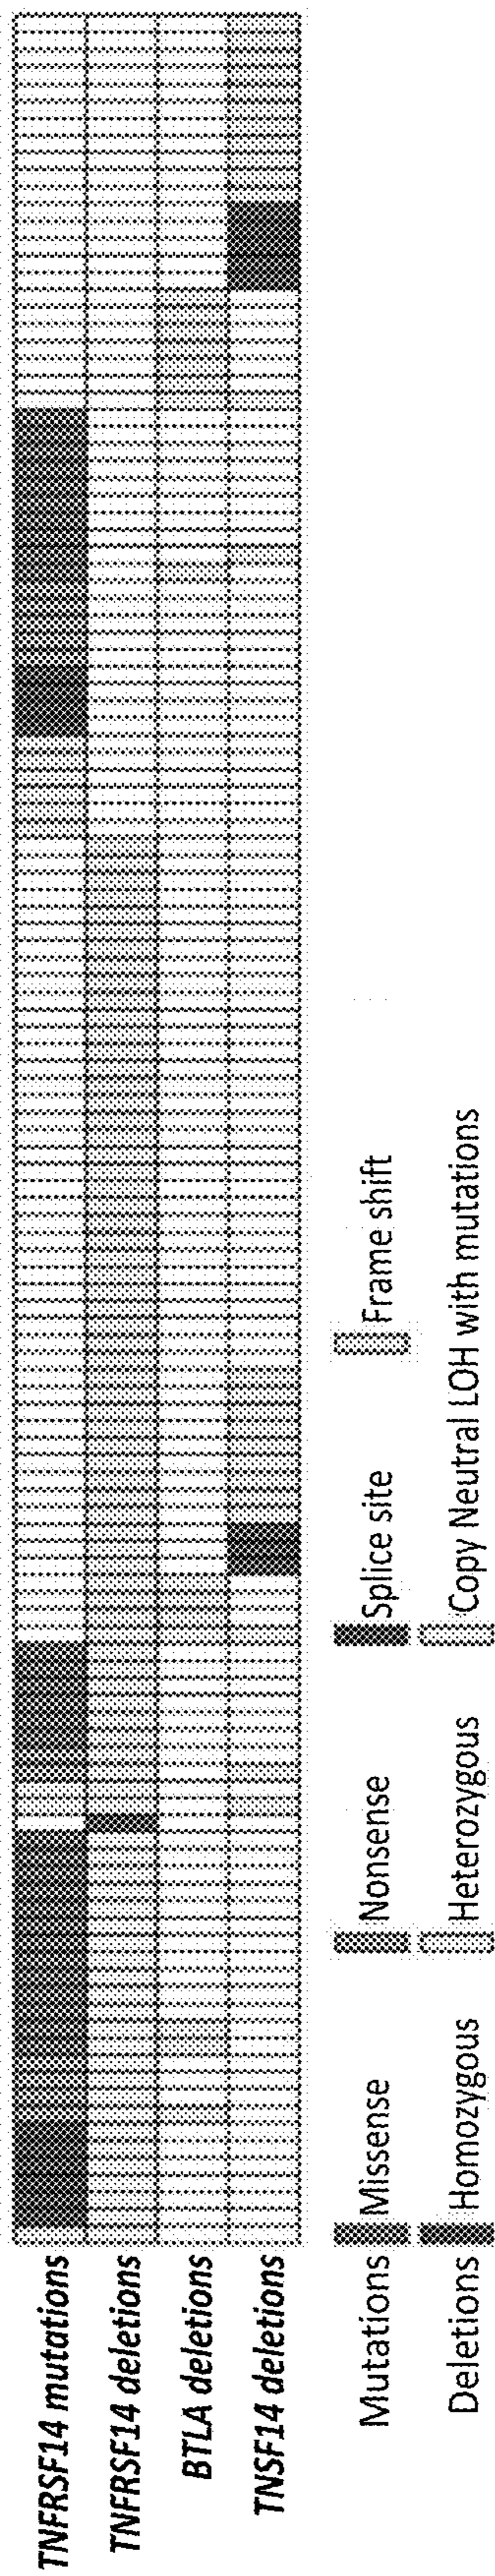 TNFRSF14 mutations
TNFRSF14 deletions
BTLA deletions
TNSF14 deletions
Mutations Missense Nonsense Splice site Frame shift
Deletions Homozygous Heterozygous Copy Neutral LOH with mutations